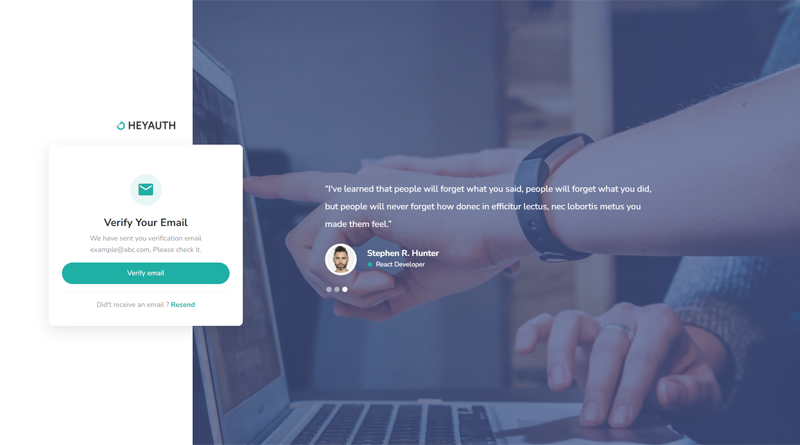 HEYAUTH
Verify Your Email
We have sent you verification email
example@abc.com, Please check it.
Verify email
Did't receive an email ? Resend
“I've learned that people will forget what you said, people will forget what you did,
but people will never forget how donec in efficitur lectus, nec lobortis metus you
made them feel.”
Stephen R. Hunter
React Developer